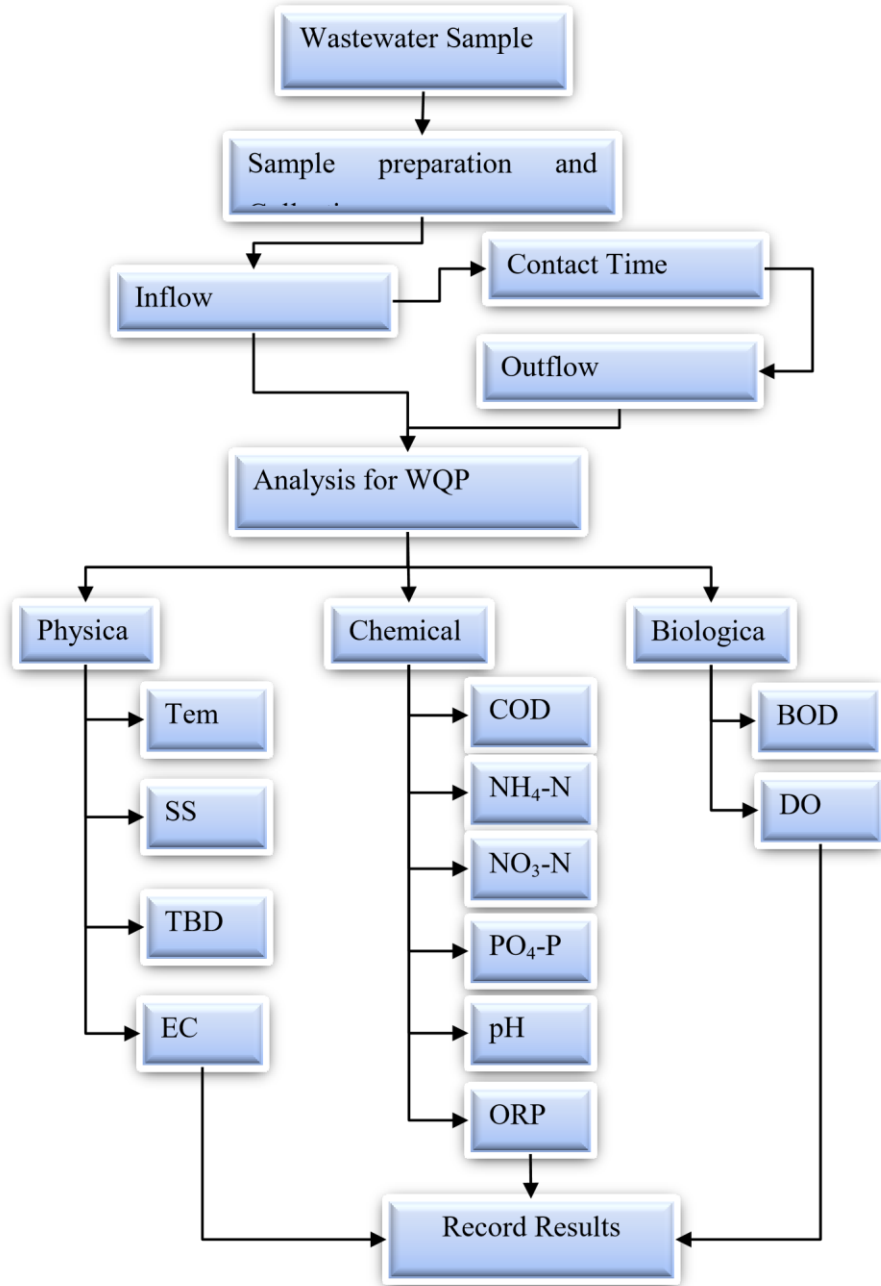 Wastewater Sample
Sample preparation and
Inflow
Contact Time
Outflow
Analysis for WQP
Physica
Chemical
Biologica
Tem
SS
TBD
EC
COD
NH₄-N
NO₃-N
PO₄-P
pH
ORP
BOD
DO
Record Results